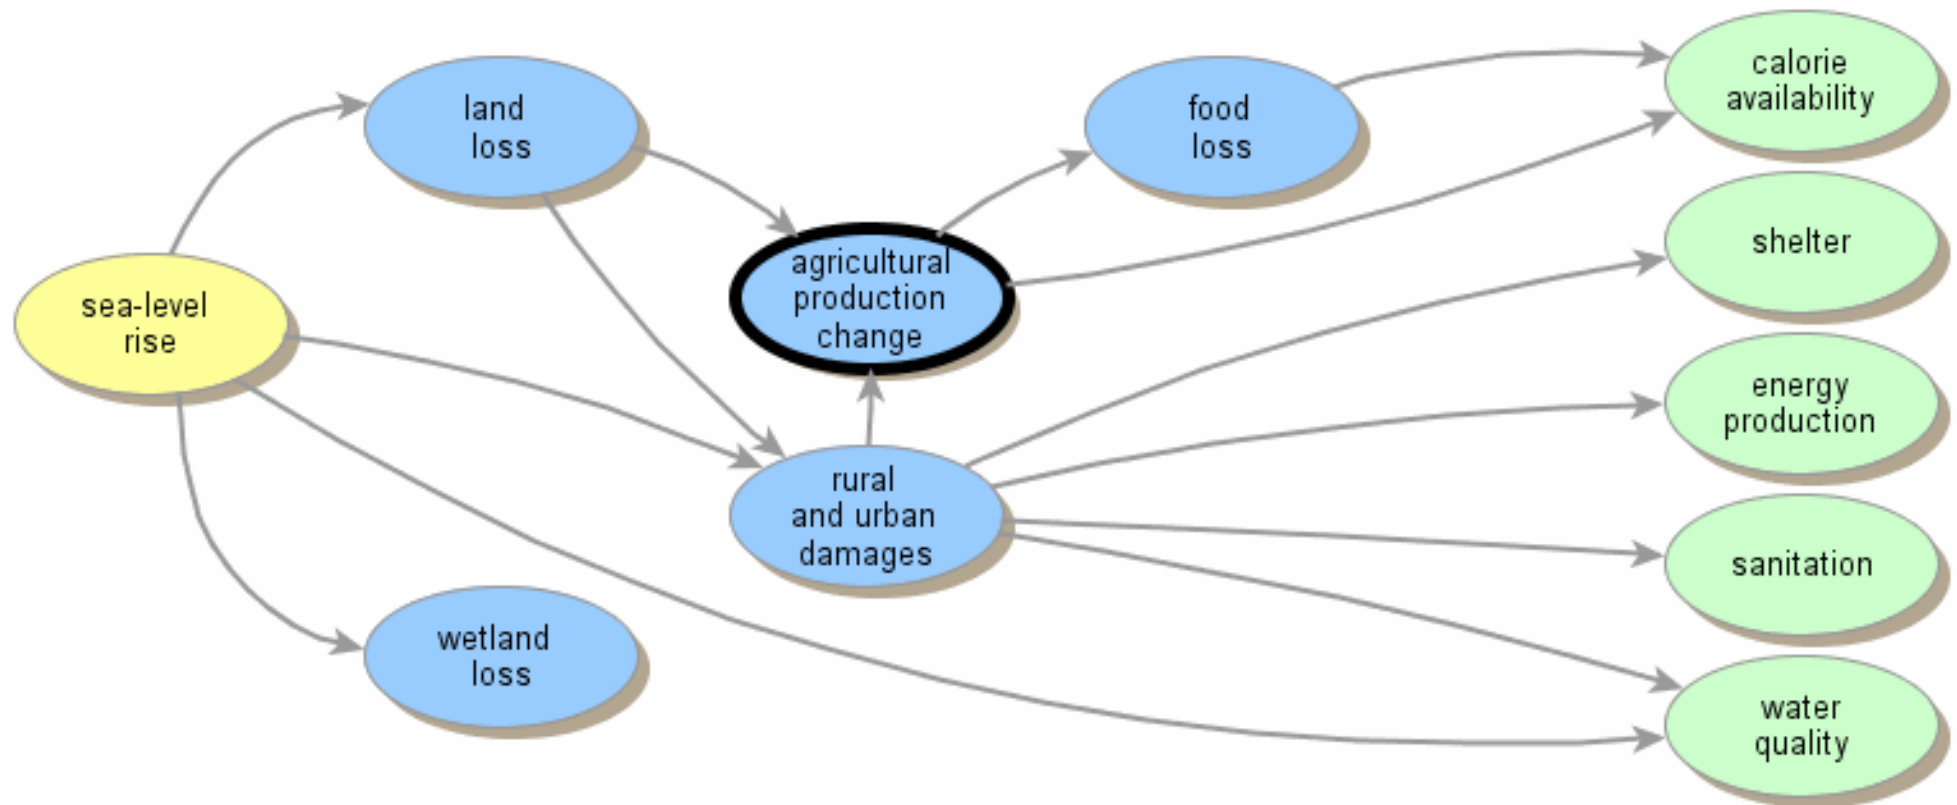 sea-level
rise
land
loss
wetland
loss
agricultural
production
change
rural
and urban
damages
food
loss
calorie
availability
shelter
energy
production
sanitation
water
quality